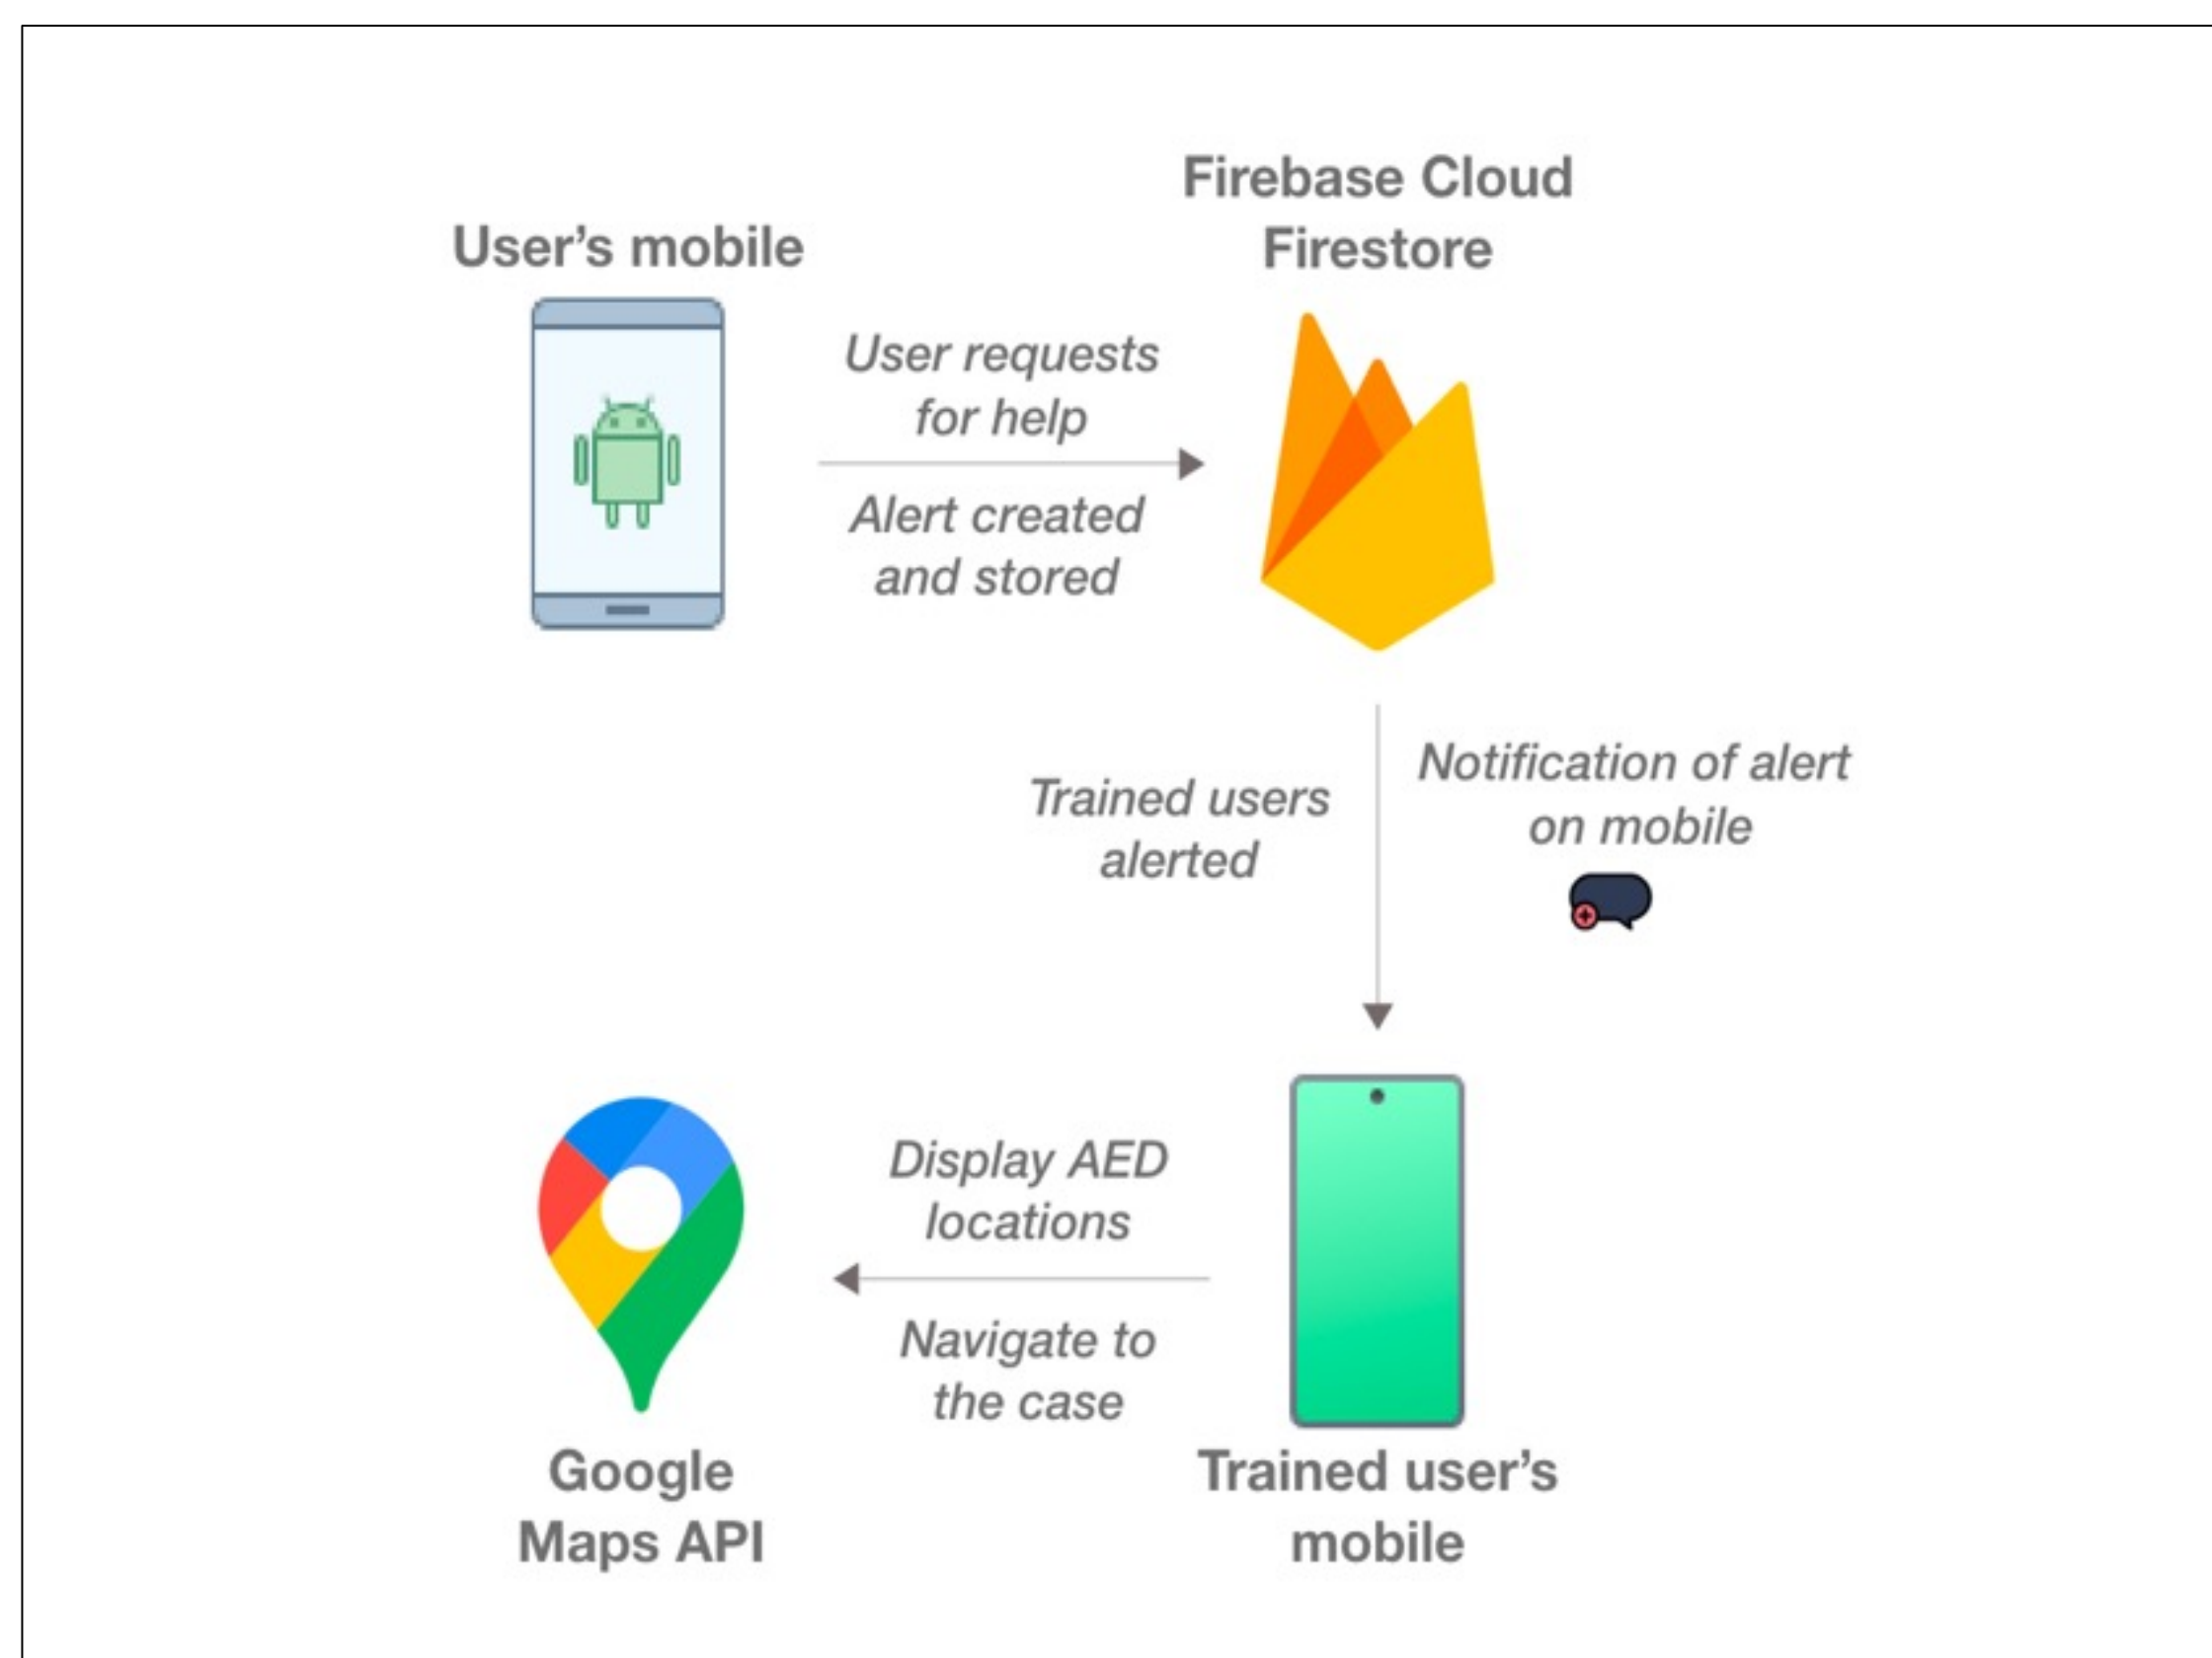 User’s mobile
Firebase Cloud
Firestore
User requests
for help
Alert created
and stored
Trained users
alerted
Notification of alert
on mobile
Display AED
locations
Navigate to
the case
Google
Maps API
Trained user’s
mobile